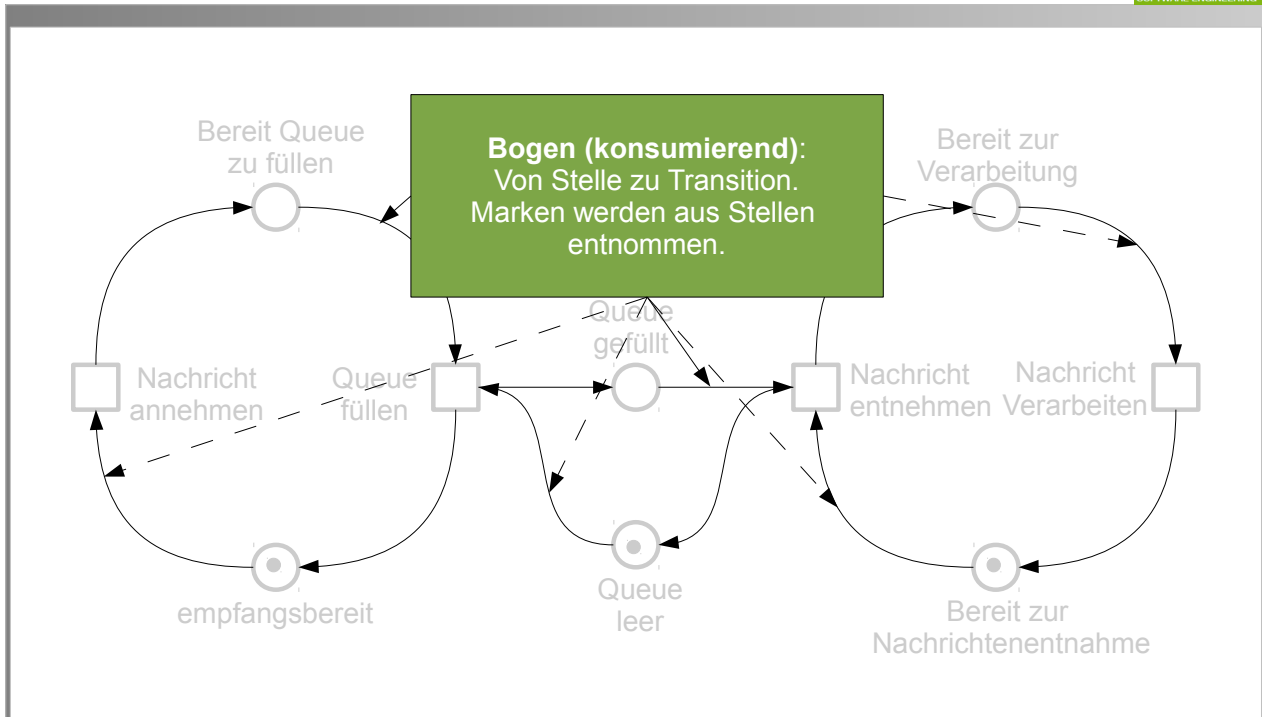 Bereit Queue
zu füllen
Bogen (konsumierend):
Von Stelle zu Transition.
Marken werden aus Stellen
entnommen.
Bereit zur
Verarbeitung
Queue
gefüllt
Nachricht
annehmen
Queue
füllen
Nachricht
entnehmen
Nachricht
Verarbeiten
empfangsbereit
Queue
leer
Bereit zur
Nachrichtenentnahme